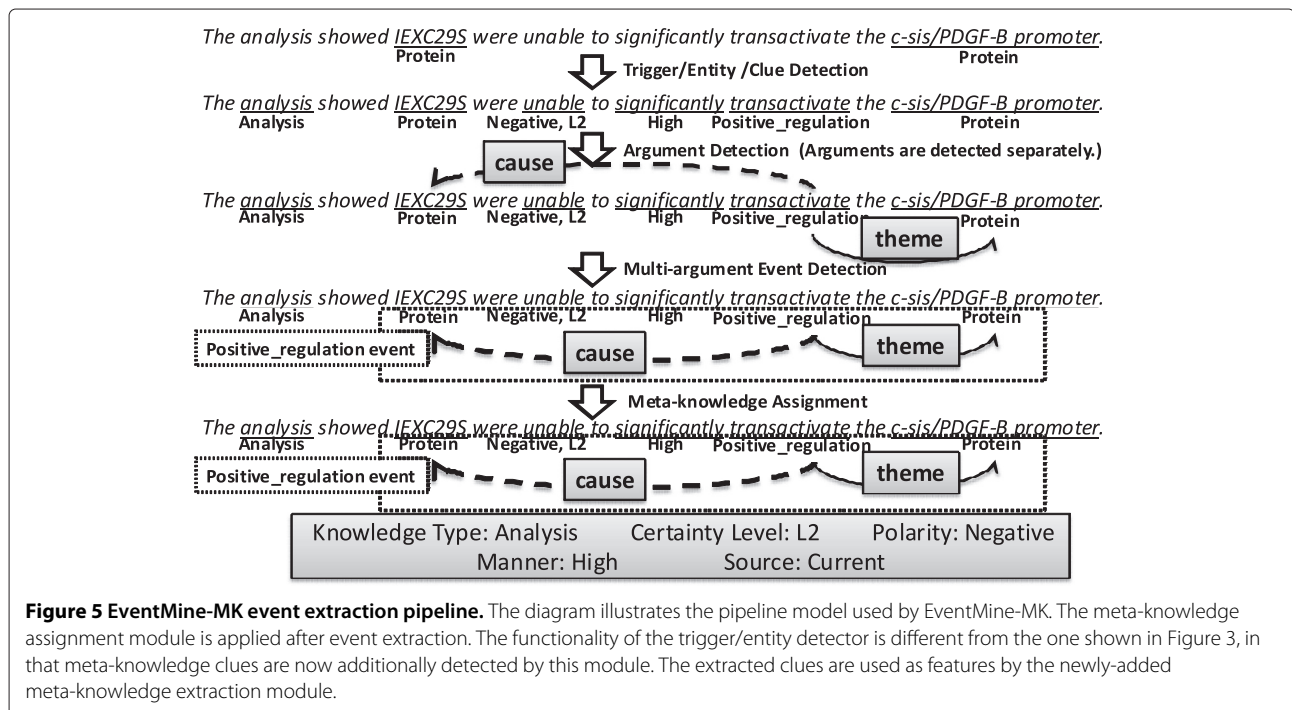 The analysis showed IEXC29S were unable to significantly transactivate the c-sis/PDGF-B promoter.
Protein Protein
Trigger/Entity /Clue Detection
The analysis showed IEXC29S were unable to significantly transactivate the c-sis/PDGF-B promoter.
Analysis Protein Negative, L2 High Positive_regulation Protein
Argument Detection (Arguments are detected separately.)
cause
The analysis showed IEXC29S were unable to significantly transactivate the c-sis/PDGF-B promoter.
Analysis Protein Negative, L2 High Positive_regulation Protein
theme
Multi-argument Event Detection
The analysis showed IEXC29S were unable to significantly transactivate the c-sis/PDGF-B promoter.
Analysis Protein Negative, L2 High Positive_regulation Protein
Positive_regulation event cause theme
Meta-knowledge Assignment
The analysis showed IEXC29S were unable to significantly transactivate the c-sis/PDGF-B promoter.
Analysis Protein Negative, L2 High Positive_regulation Protein
Positive_regulation event cause theme
Knowledge Type: Analysis Certainty Level: L2 Polarity: Negative
Manner: High Source: Current
Figure 5 EventMine-MK event extraction pipeline. The diagram illustrates the pipeline model used by EventMine-MK. The meta-knowledge
assignment module is applied after event extraction. The functionality of the trigger/entity detector is different from the one shown in Figure 3, in
that meta-knowledge clues are now additionally detected by this module. The extracted clues are used as features by the newly-added
meta-knowledge extraction module.